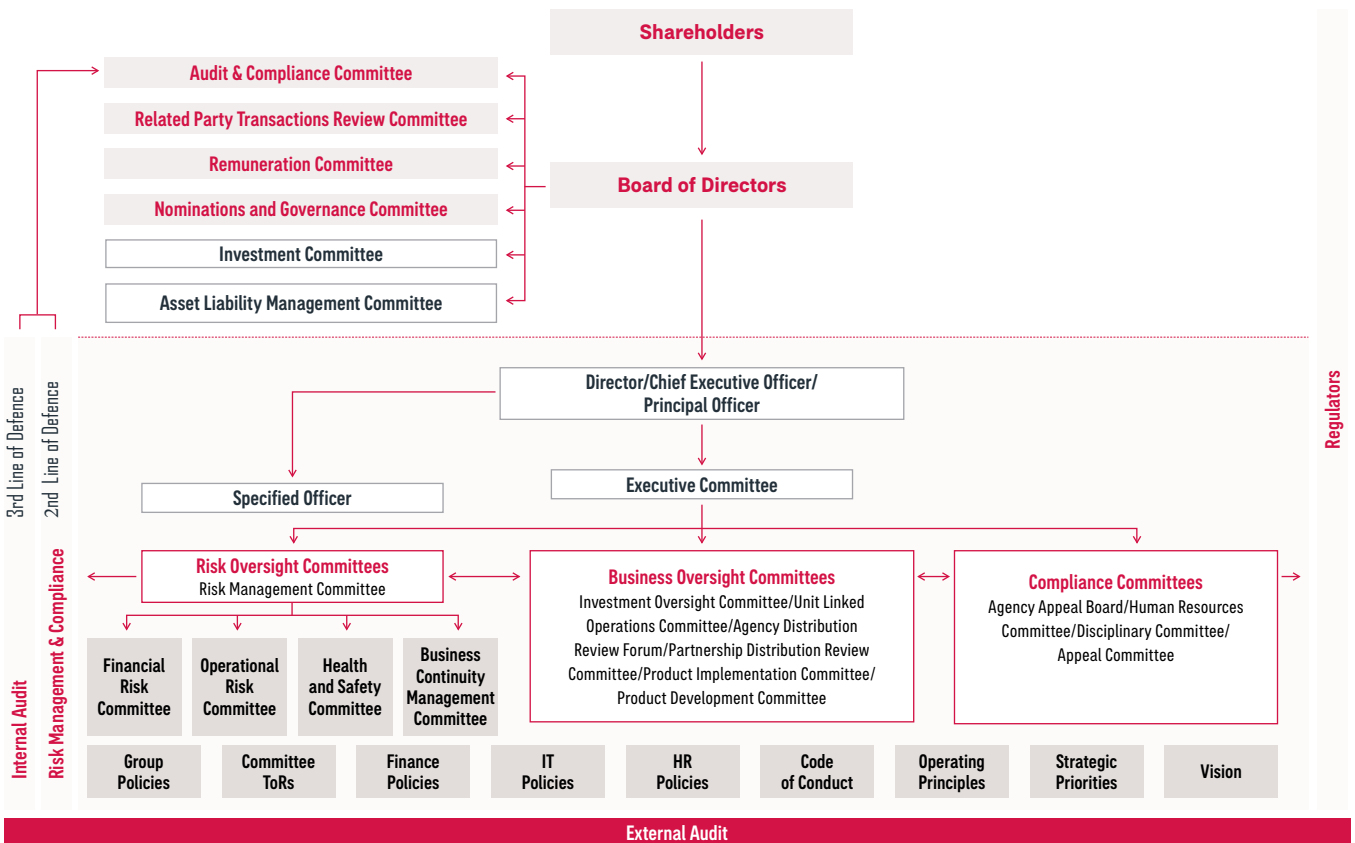 Shareholders
Audit & Compliance Committee
Related Party Transactions Review Committee
Remuneration Committee
Nominations and Governance Committee
Investment Committee
Asset Liability Management Committee
Board of Directors
Director/Chief Executive Officer/
Principal Officer
Specified Officer
Executive Committee
Risk Oversight Committees
Risk Management Committee
Business Oversight Committees
Investment Oversight Committee/Unit Linked
Operations Committee/Agency Distribution
Review Forum/Partnership Distribution Review
Committee/Product Implementation Committee/
Product Development Committee
Compliance Committees
Agency Appeal Board/Human Resources
Committee/Disciplinary Committee/
Appeal Committee
Financial
Risk
Committee
Operational
Risk
Committee
Health
and Safety
Committee
Business
Continuity
Management
Committee
Group
Policies
Committee
ToRs
Finance
Policies
IT
Policies
HR
Policies
Code
of Conduct
Operating
Principles
Strategic
Priorities
Vision
Internal Audit
3rd Line of Defence
Risk Management & Compliance
2nd Line of Defence
Regulators
External Audit